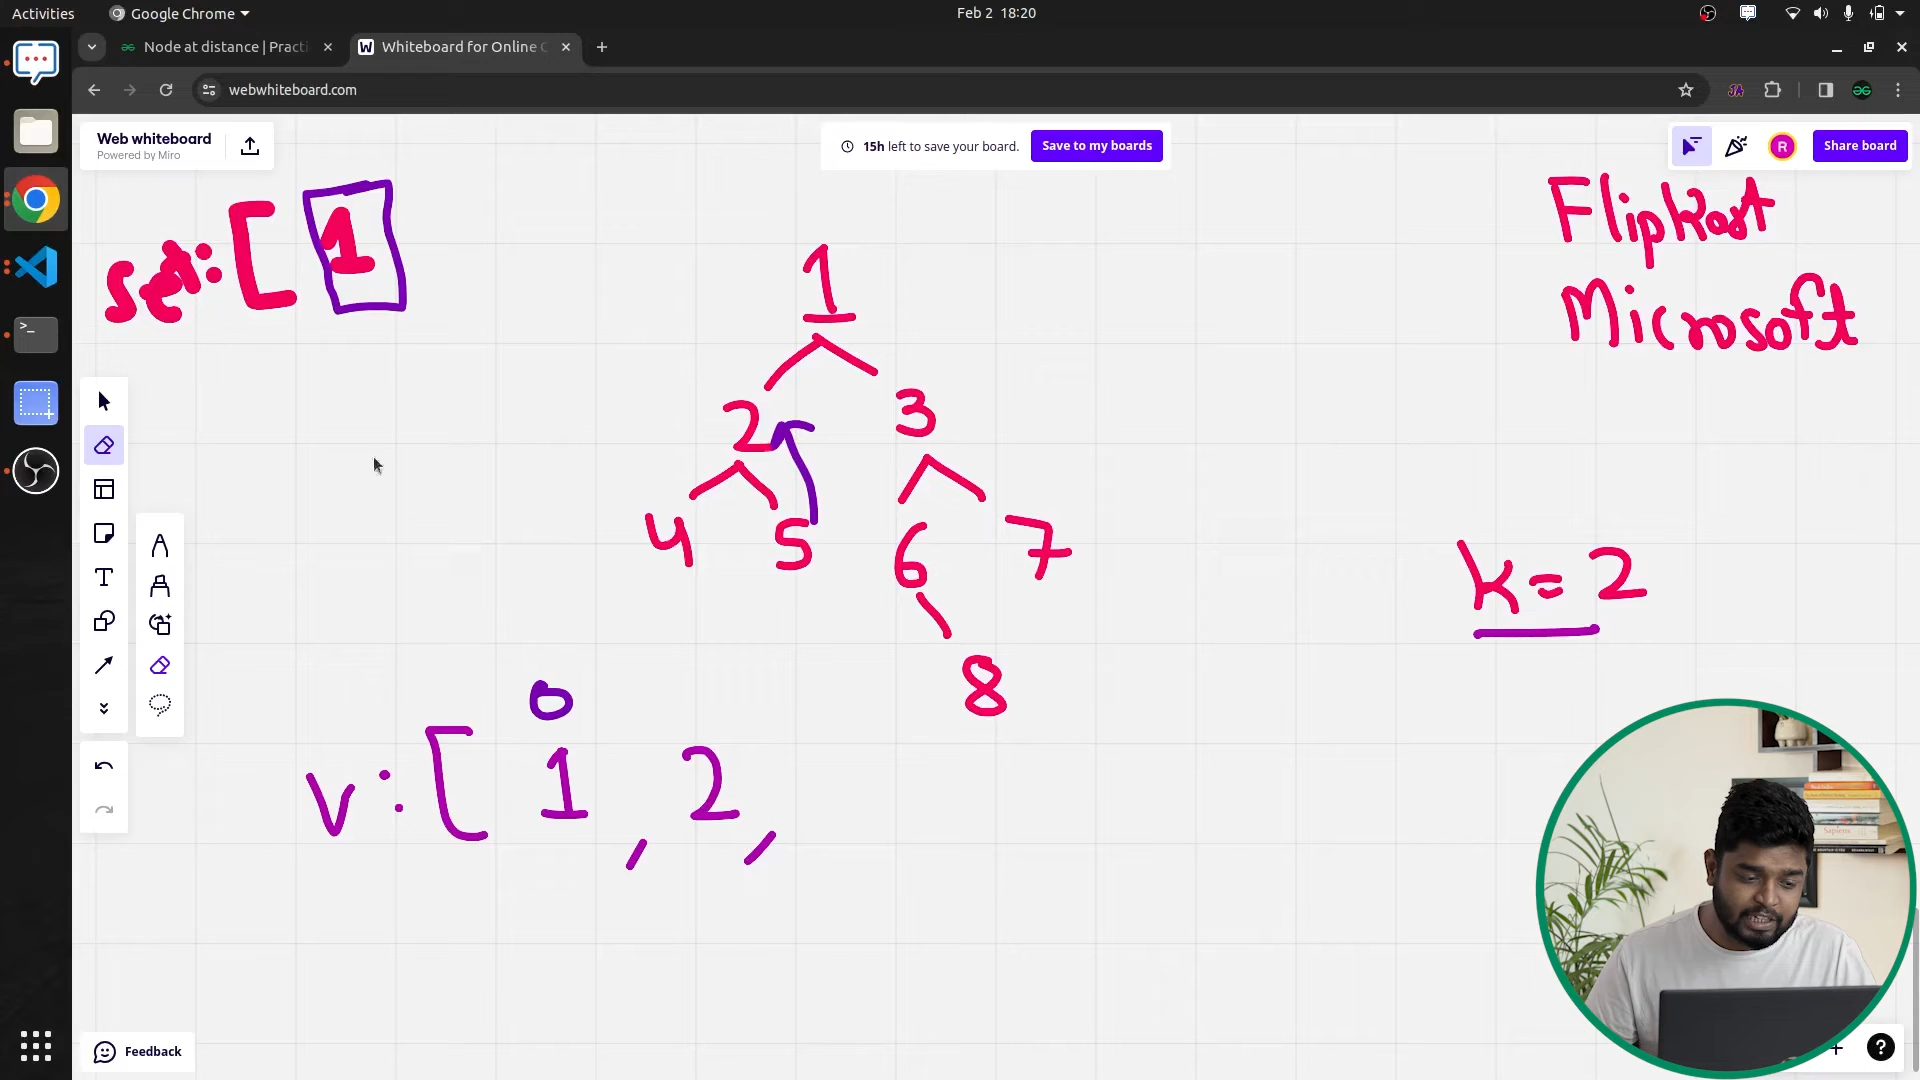 Activities
Google Chrome
Feb 2 18:20
Node at distance | Practi
Whiteboard for Online C
webwhiteboard.com
Web whiteboard
Powered by Miro
15h left to save your board.
Save to my boards
R
Share board
set: [ 1
Flipkart
Microsoft
1
2 3
4 5 6 7
8
k = 2
0
v: [ 1 , 2 ,
Feedback